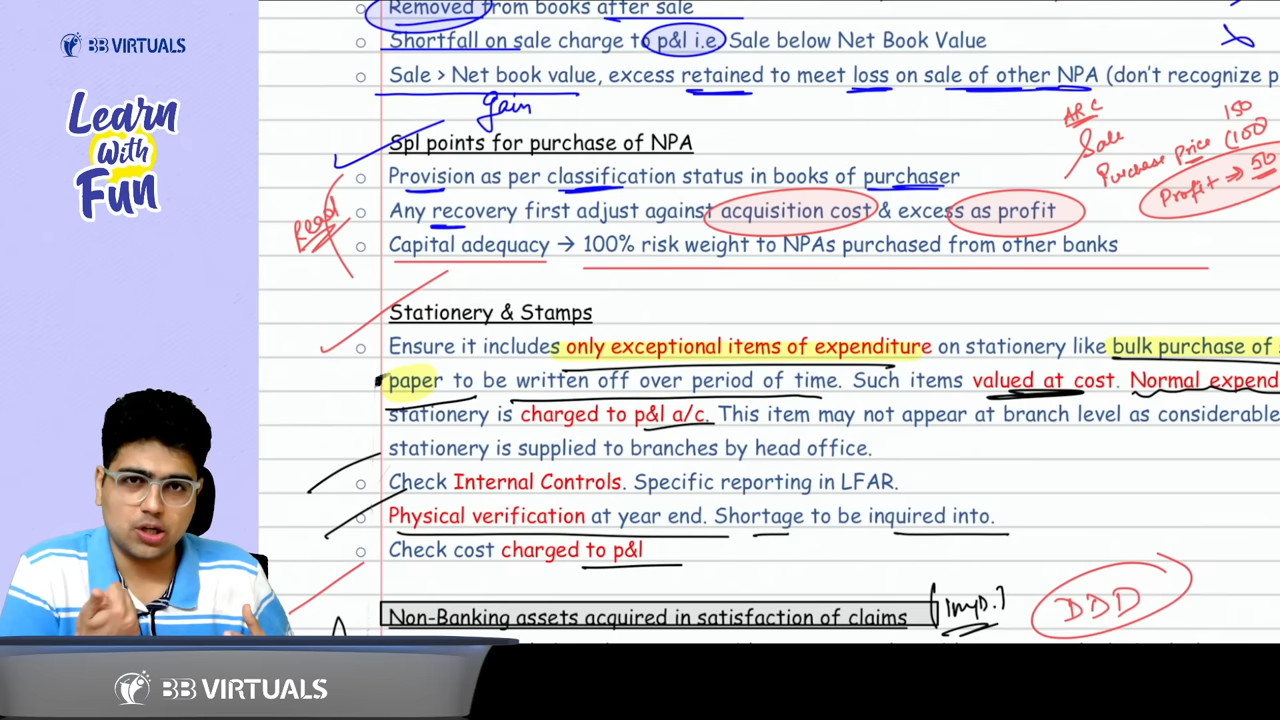 BB VIRTUALS
Learn
With
Fun
Removed from books after sale
Shortfall on sale charge to p&l i.e. Sale below Net Book Value
Sale > Net book value, excess retained to meet loss on sale of other NPA (don't recognize p
gain
ARC
Sale 150
Purchase Price (100
Profit → 50
Spl points for purchase of NPA
Provision as per classification status in books of purchaser
Any recovery first adjust against acquisition cost & excess as profit
Read
Capital adequacy → 100% risk weight to NPAs purchased from other banks
Stationery & Stamps
Ensure it includes only exceptional items of expenditure on stationery like bulk purchase of
paper to be written off over period of time. Such items valued at cost. Normal expend
stationery is charged to p&l a/c. This item may not appear at branch level as considerable
stationery is supplied to branches by head office.
Check Internal Controls. Specific reporting in LFAR.
Physical verification at year end. Shortage to be inquired into.
Check cost charged to p&l
Non-Banking assets acquired in satisfaction of claims
DDD
BB VIRTUALS